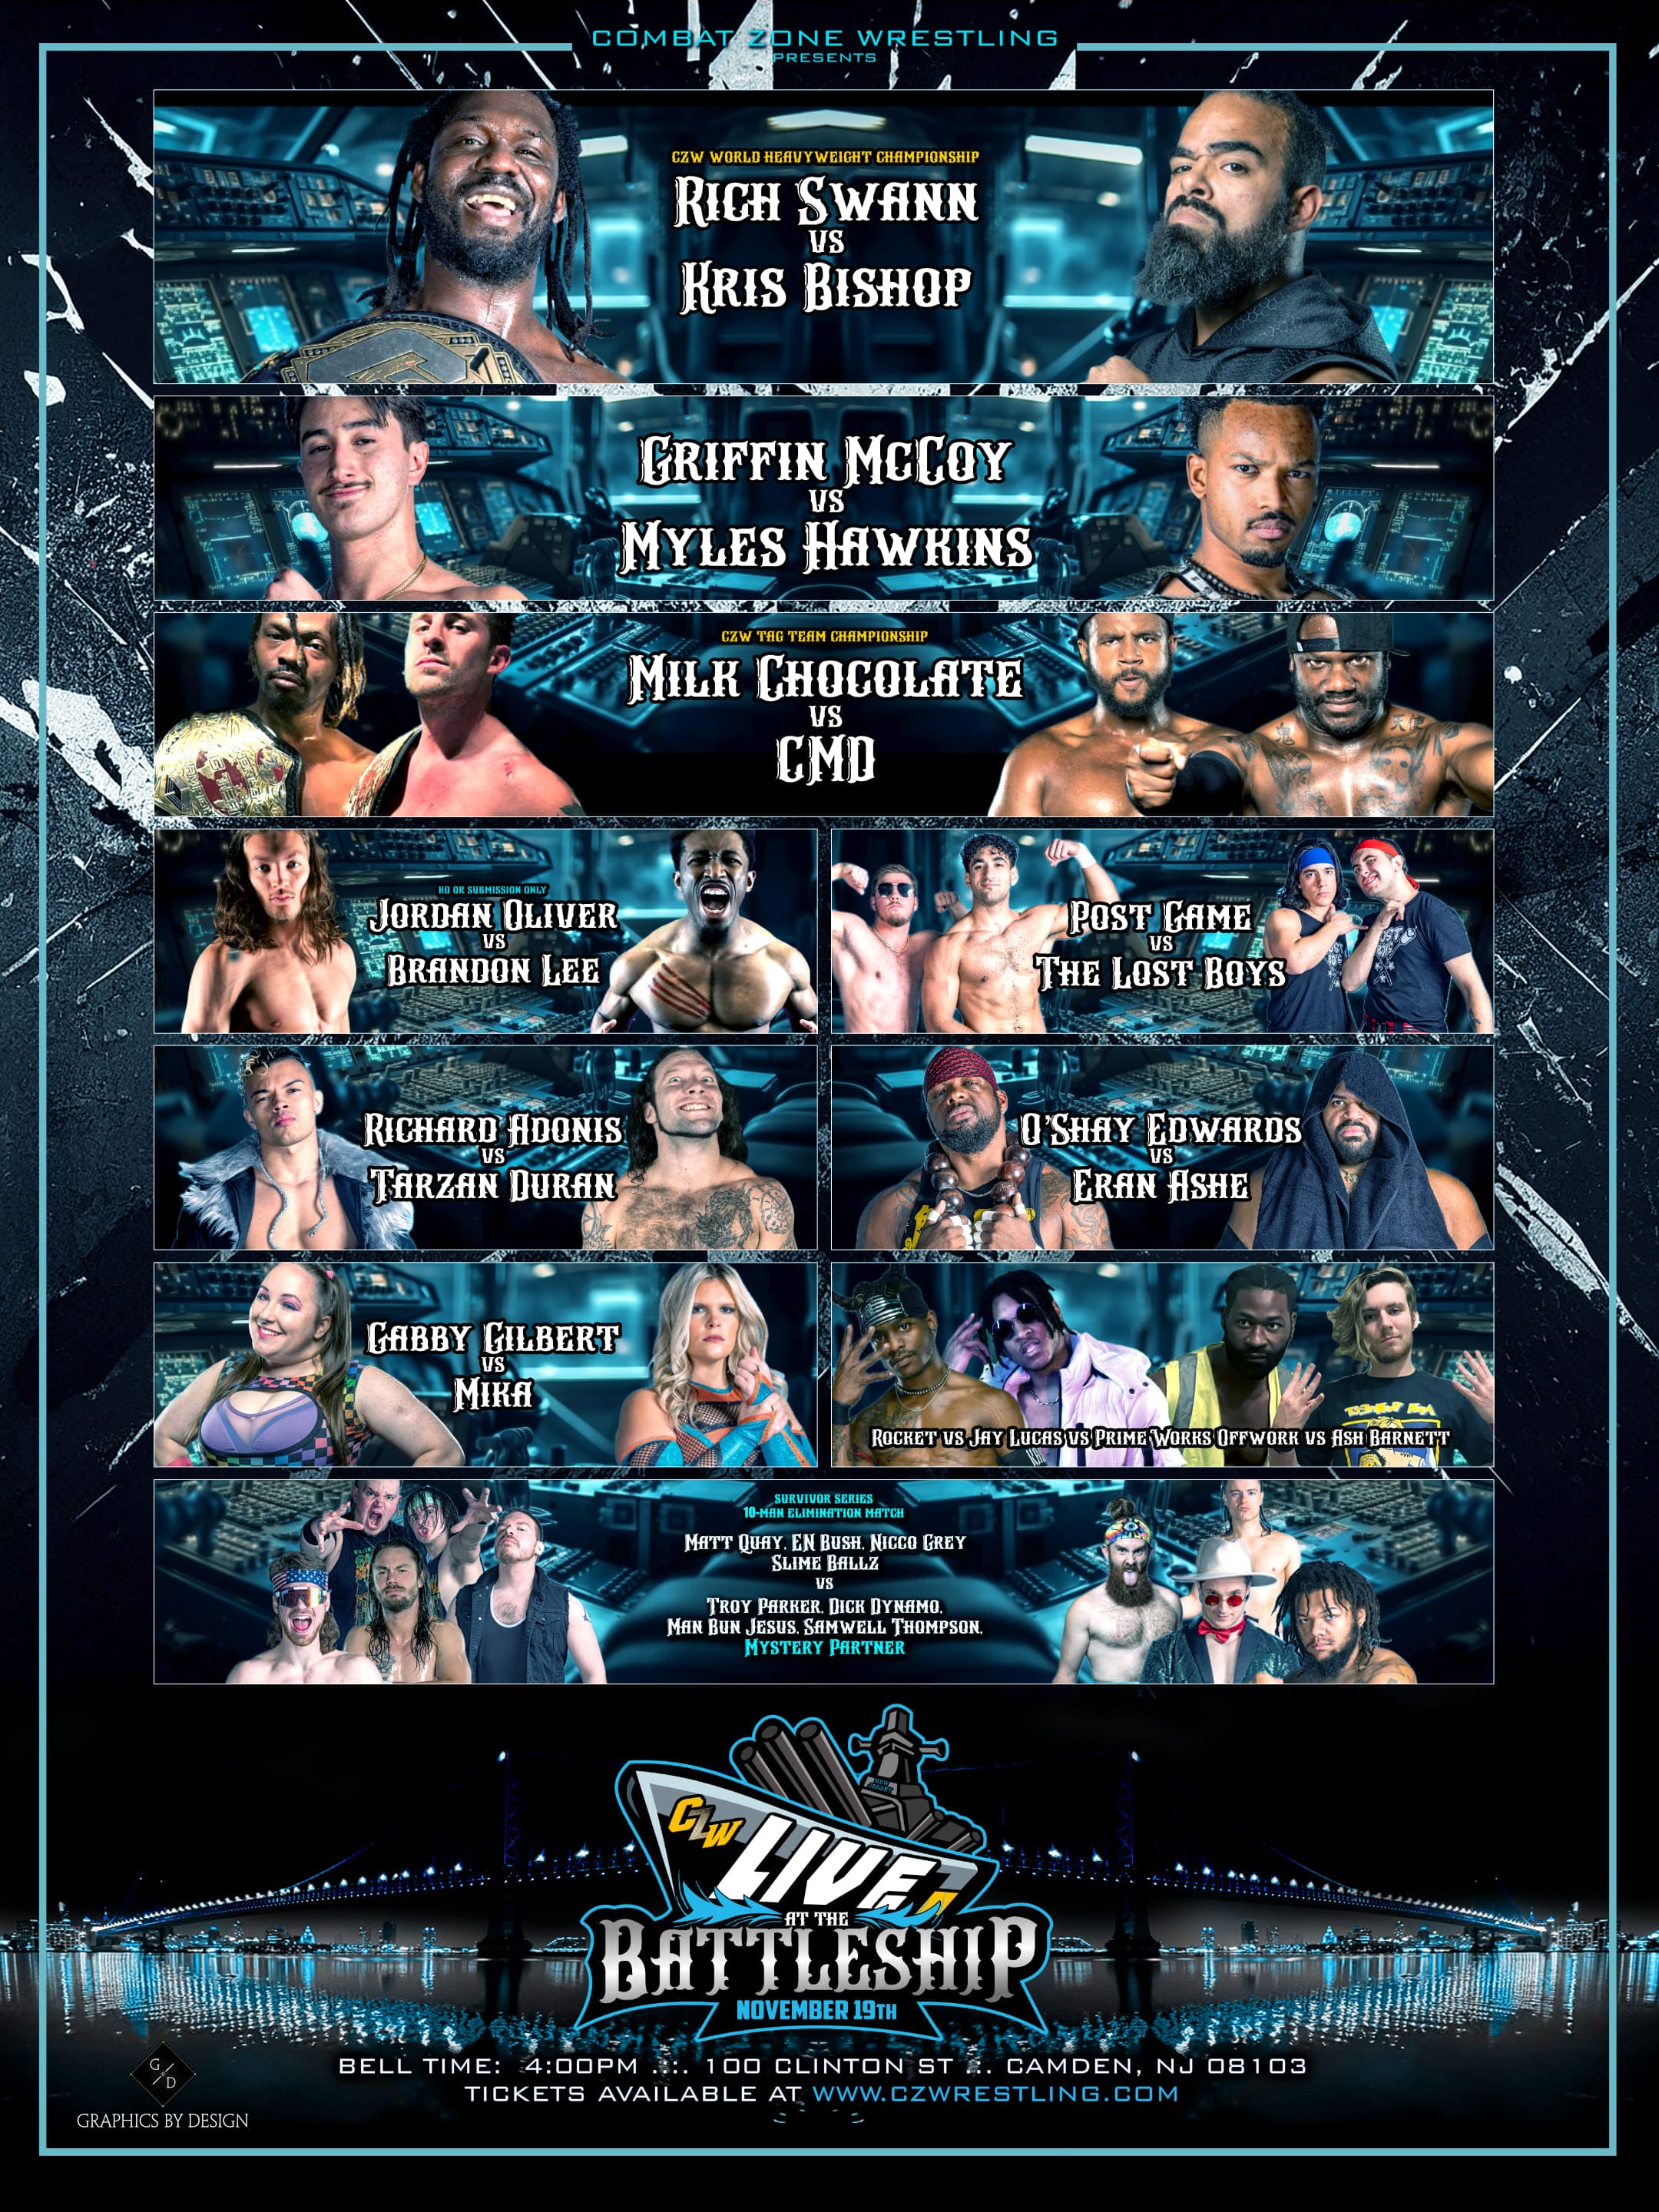 COMBAT ZONE WRESTLING
PRESENTS
CZW WORLD HEAVYWEIGHT CHAMPIONSHIP
RICH SWANN
VS
KRIS BISHOP
GRIFFIN MCCOY
VS
MYLES HAWKINS
CZW TAG TEAM CHAMPIONSHIP
MILK CHOCOLATE
VS
CMD
KO OR SUBMISSION ONLY
JORDAN OLIVER
VS
BRANDON LEE
POST GAME
VS
THE LOST BOYS
RICHARD ADONIS
VS
TARZAN DURAN
O'SHAY EDWARDS
VS
ERAN ASHE
GABBY GILBERT
VS
MIKA
ROCKET VS JAY LUCAS VS PRIME WORKS OFFWORK VS ASH BARNETT
SURVIVOR SERIES
10-MAN ELIMINATION MATCH
MATT QUAY, EN BUSH, NICCO GREY
SLIME BALLZ
VS
TROY PARKER, DICK DYNAMO,
MAN BUN JESUS, SAMWELL THOMPSON,
MYSTERY PARTNER
NEW JERSEY
CZW
LIVE
AT THE
BATTLESHIP
NOVEMBER 19TH
BELL TIME: 4:00PM .::. 100 CLINTON ST .::. CAMDEN, NJ 08103
TICKETS AVAILABLE AT WWW.CZWRESTLING.COM
G D
GRAPHICS BY DESIGN